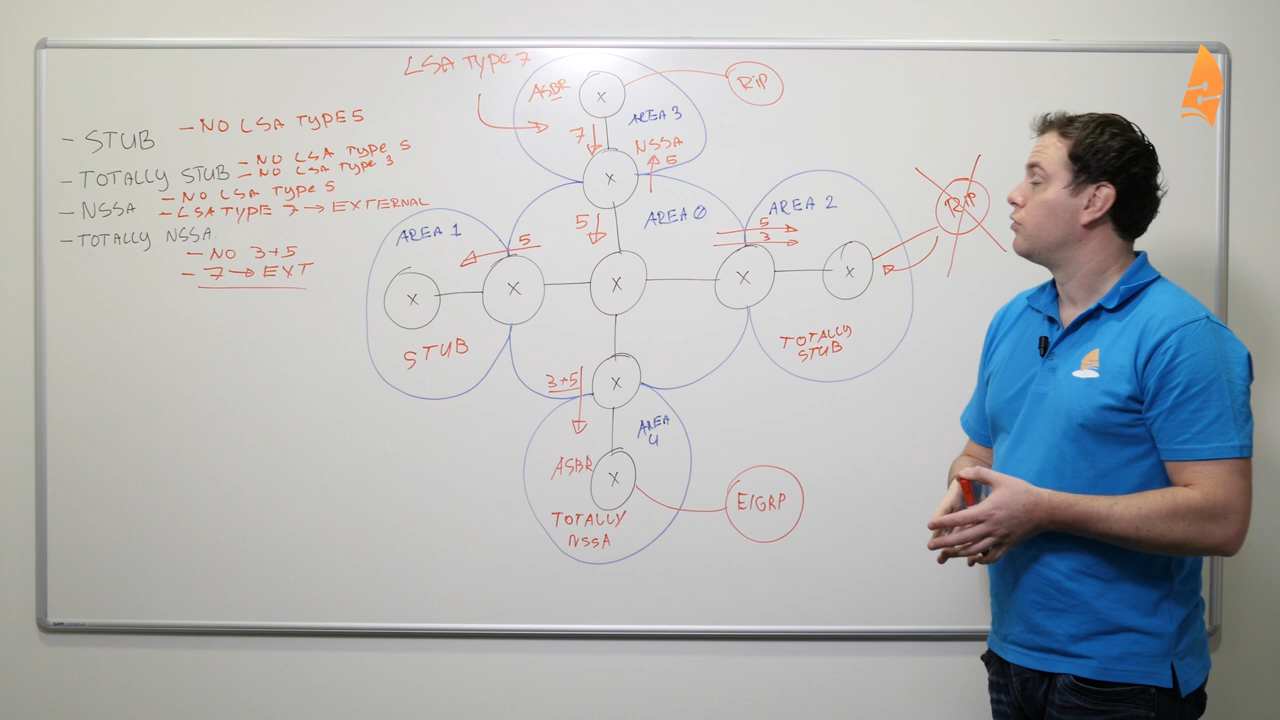 LSA TYPE 7
- STUB - NO LSA TYPE 5
- TOTALLY STUB - NO LSA TYPE 5
- NO LSA TYPE 3
- NSSA - NO LSA TYPE 5
- LSA TYPE 7 → EXTERNAL
- TOTALLY NSSA.
- NO 3+5
- 7 → EXT
ASBR
X
RIP
AREA 3
NSSA
7
5
X
AREA 1
5
AREA 0
AREA 2
5
3
RIP
5
X
X
X
X
X
STUB
TOTALLY
STUB
3+5
X
AREA
4
ASBR
X
EIGRP
TOTALLY
NSSA